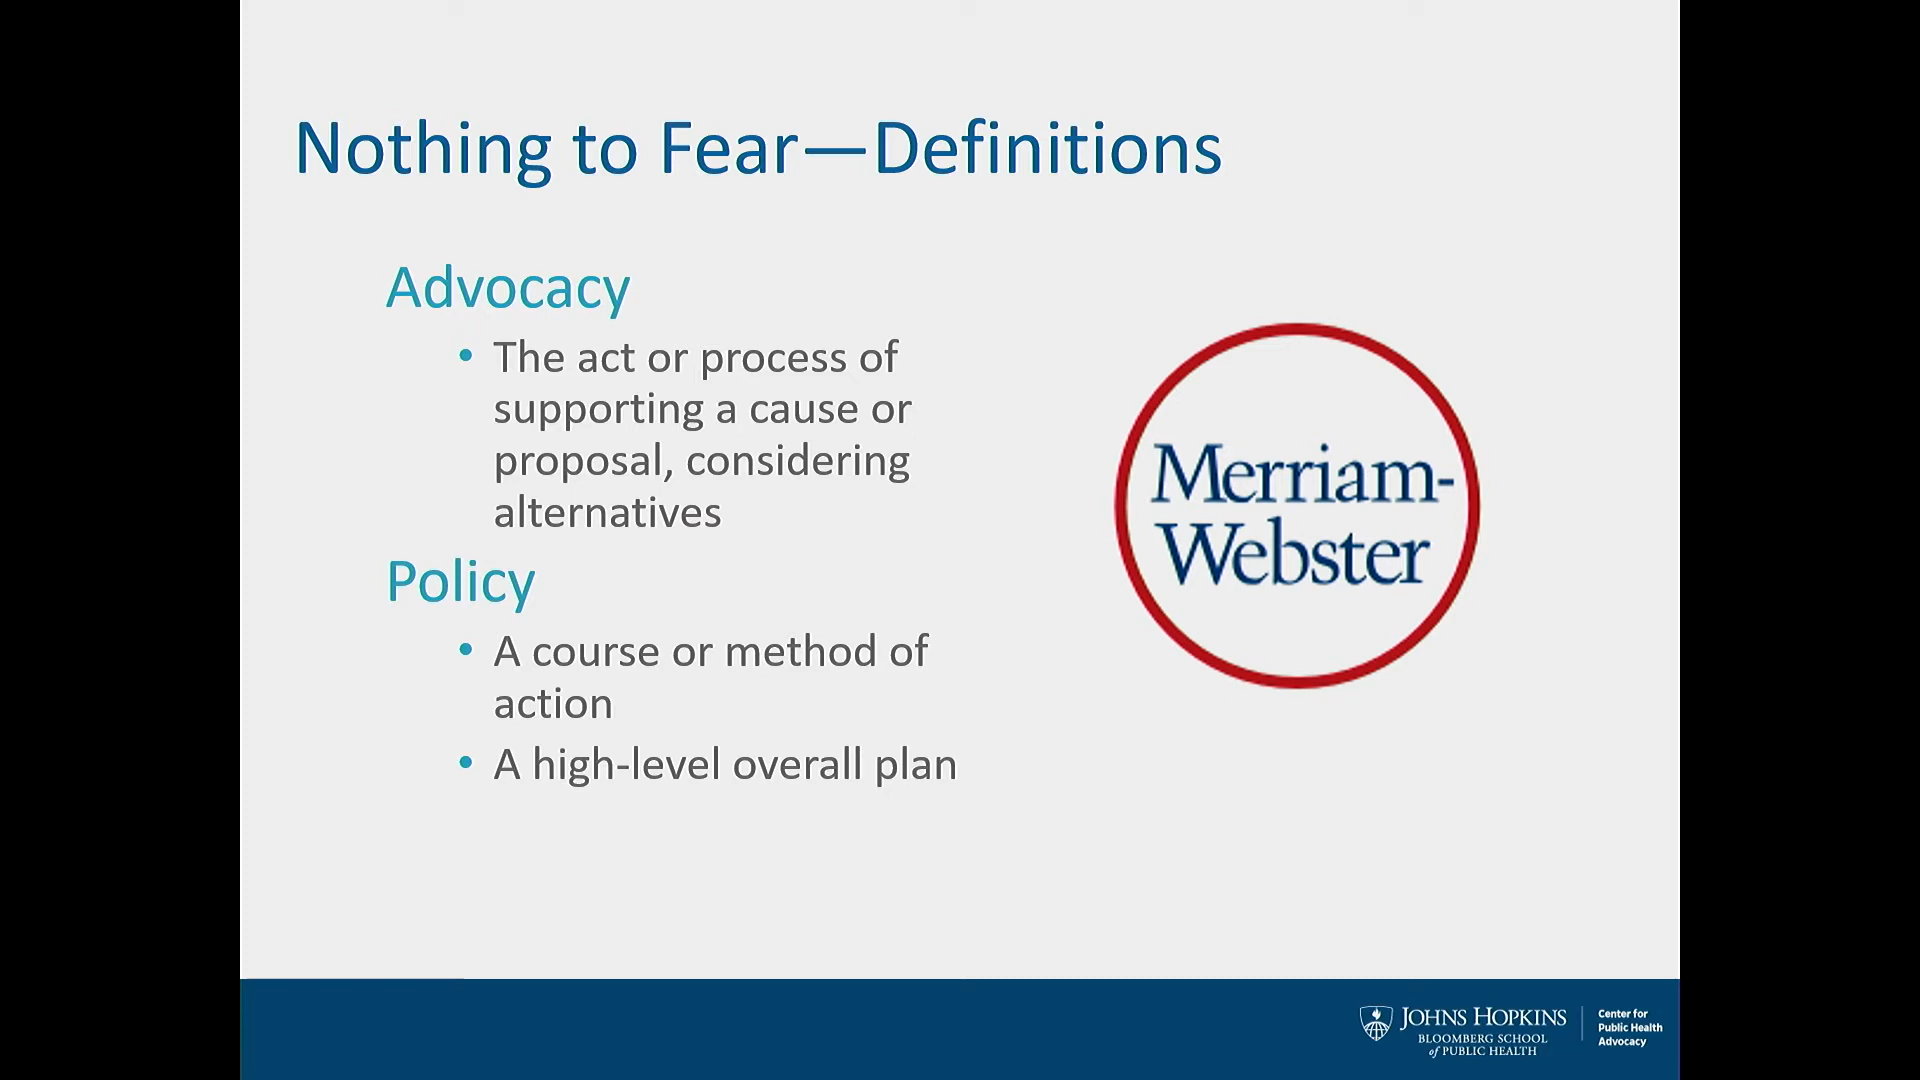 Nothing to Fear—Definitions
Advocacy
• The act or process of
supporting a cause or
proposal, considering
alternatives
Policy
• A course or method of
action
• A high-level overall plan
Merriam-
Webster
JOHNS HOPKINS
BLOOMBERG SCHOOL
of PUBLIC HEALTH
Center for
Public Health
Advocacy